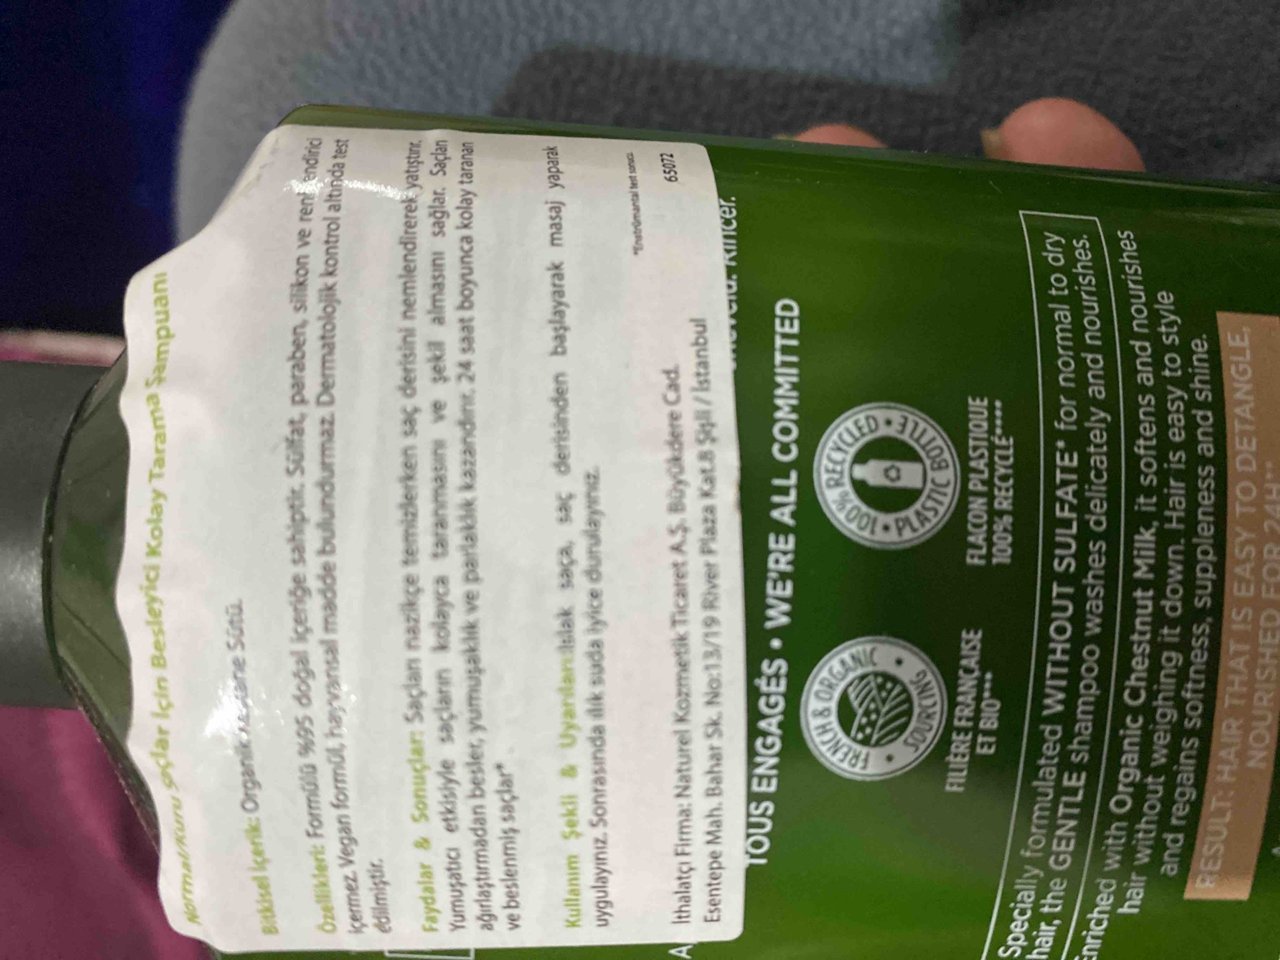 Normal/Kuru Saçlar İçin Besleyici Kolay Tarama Şampuanı
Bitkisel İçerik: Organik Sütü.
Özellikleri: Formülü %95 doğal içeriğe sahiptir. Sülfat, paraben, silikon ve renklendirici
içermez. Vegan formül, hayvansal madde bulundurmaz. Dermatolojik kontrol altında test
edilmiştir.
Faydalar & Sonuçlar: Saçları nazikçe temizlerken saç derisini nemlendirerek yatıştırır.
Yumuşatıcı etkisiyle saçların kolayca taranmasını ve şekil almasını sağlar. Saçları
ağırlaştırmadan besler, yumuşaklık ve parlaklık kazandırır. 24 saat boyunca kolay taranan
ve beslenmiş saçlar*
Kullanım Şekli & Uyarıları: Islak saça, saç derisinden başlayarak masaj yaparak
uygulayınız. Sonrasında ılık suda iyice durulayınız.
*Enstrümantal test sonucu.
İthalatçı Firma: Naturel Kozmetik Ticaret A.Ş. Büyükdere Cad. 65072
Esentepe Mah. Bahar Sk. No:13/19 River Plaza Kat.8 Şişli / İstanbul
Rincer.
TOUS ENGAGÉS • WE'RE ALL COMMITTED
FRENCH & ORGANIC • SOURCING •
FILIÈRE FRANÇAISE
ET BIO***
100% RECYCLED • PLASTIC BOTTLE •
FLACON PLASTIQUE
100% RECYCLÉ****
Specially formulated WITHOUT SULFATE* for normal to dry
hair, the GENTLE shampoo washes delicately and nourishes.
Enriched with Organic Chestnut Milk, it softens and nourishes
hair without weighing it down. Hair is easy to style
and regains softness, suppleness and shine.
RESULT: HAIR THAT IS EASY TO DETANGLE,
NOURISHED FOR 24H**